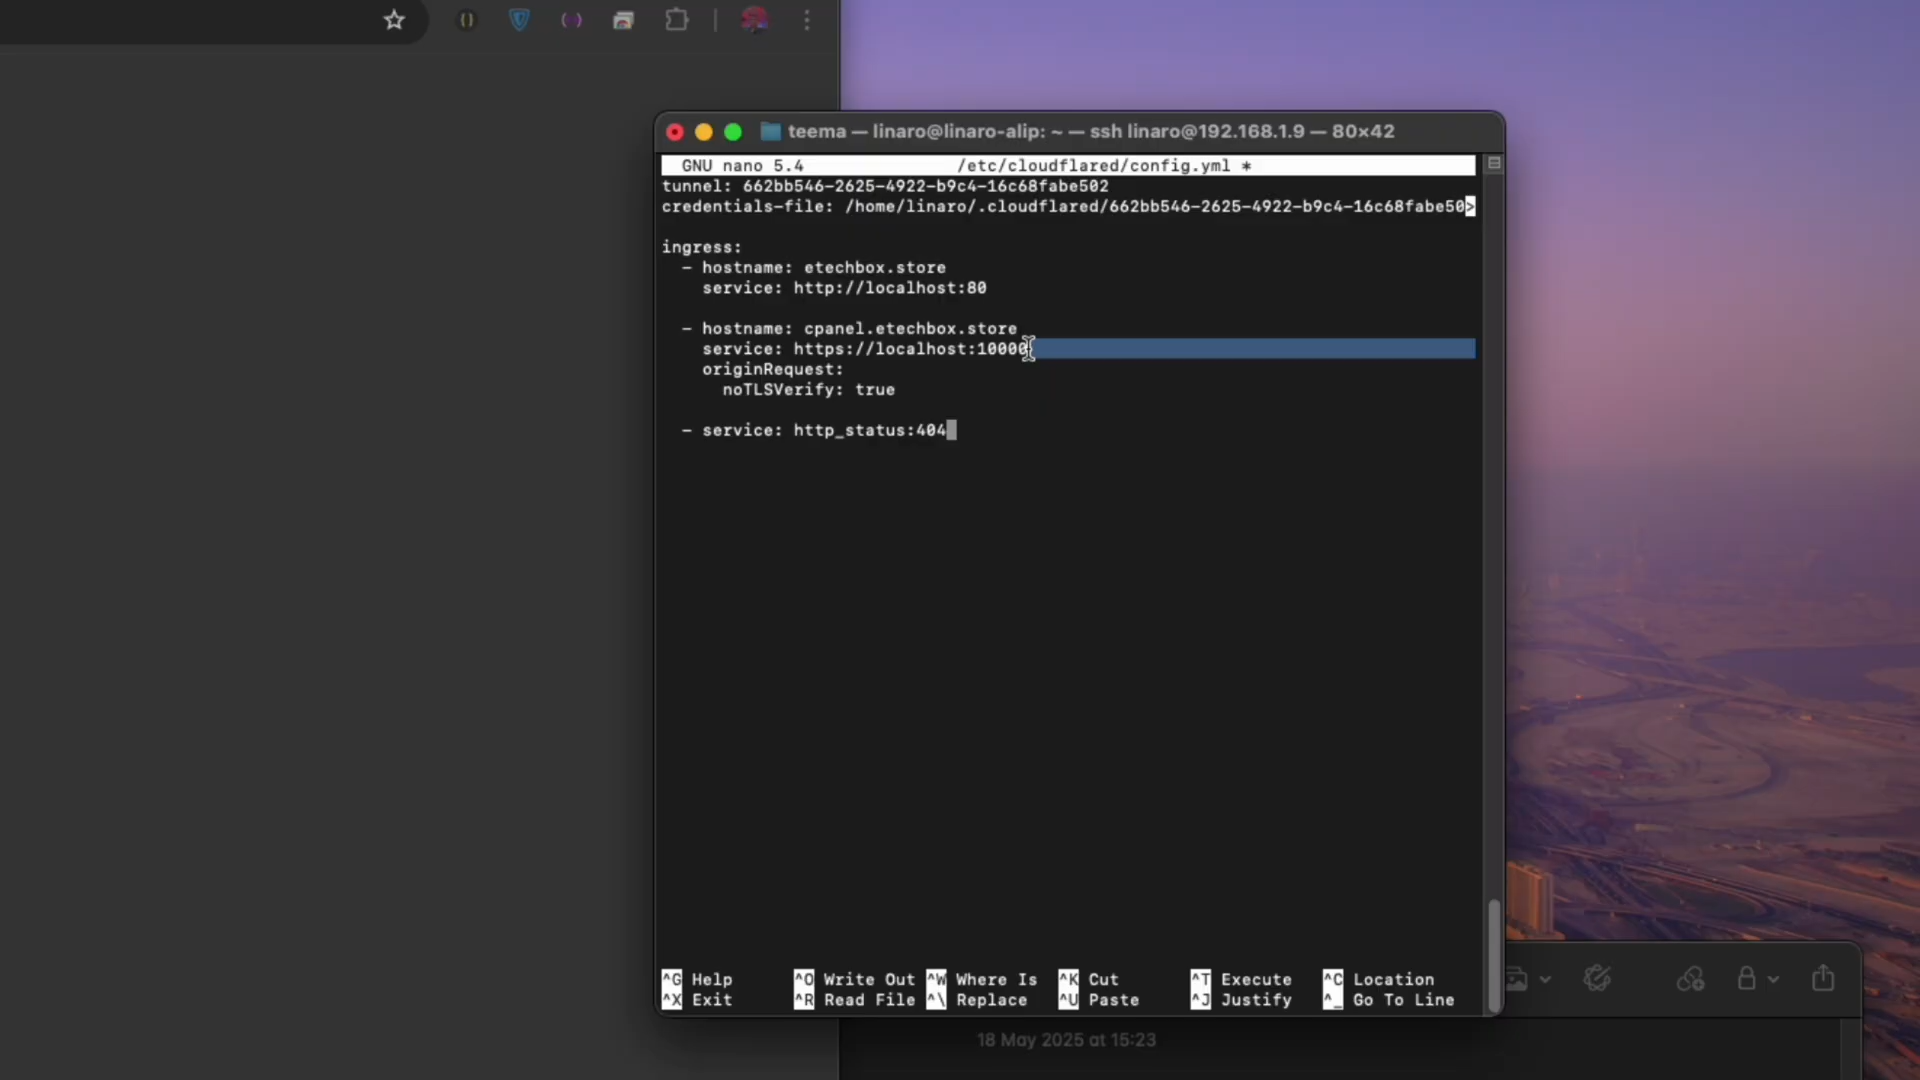 teema — linaro@linaro-alip: ~ — ssh linaro@192.168.1.9 — 80×42
GNU nano 5.4 /etc/cloudflared/config.yml *
tunnel: 662bb546-2625-4922-b9c4-16c68fabe502
credentials-file: /home/linaro/.cloudflared/662bb546-2625-4922-b9c4-16c68fabe50>
ingress:
- hostname: etechbox.store
service: http://localhost:80
- hostname: cpanel.etechbox.store
service: https://localhost:10000
originRequest:
noTLSVerify: true
- service: http_status:404
^G Help ^O Write Out ^W Where Is ^K Cut ^T Execute ^C Location
^X Exit ^R Read File ^\ Replace ^U Paste ^J Justify ^_ Go To Line
18 May 2025 at 15:23